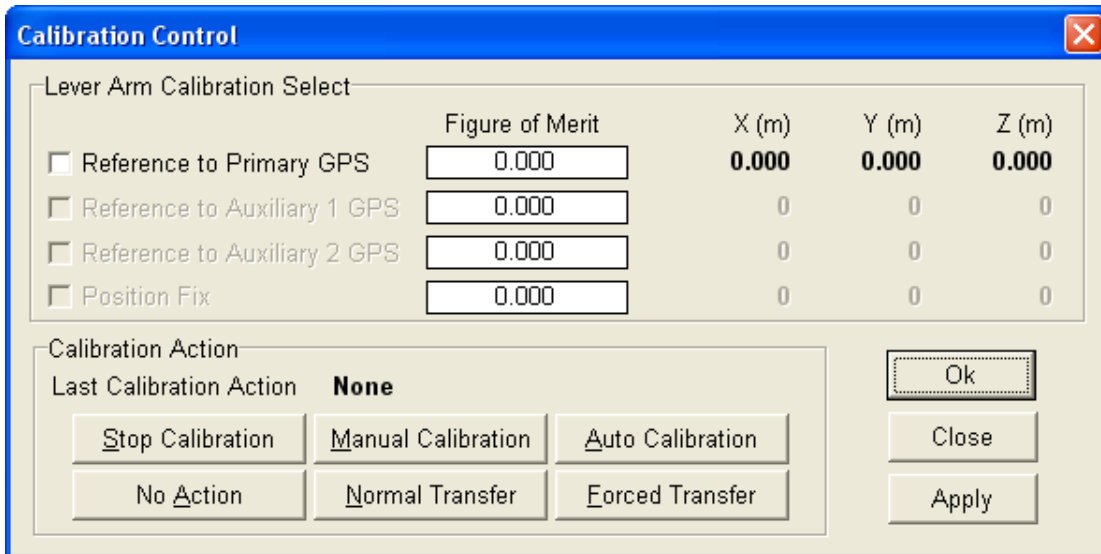 Calibration Control
Lever Arm Calibration Select
Figure of Merit X (m) Y (m) Z (m)
Reference to Primary GPS 0.000 0.000 0.000 0.000
Reference to Auxiliary 1 GPS 0.000 0 0 0
Reference to Auxiliary 2 GPS 0.000 0 0 0
Position Fix 0.000 0 0 0
Calibration Action
Last Calibration Action None
Stop Calibration Manual Calibration Auto Calibration
No Action Normal Transfer Forced Transfer
Ok
Close
Apply